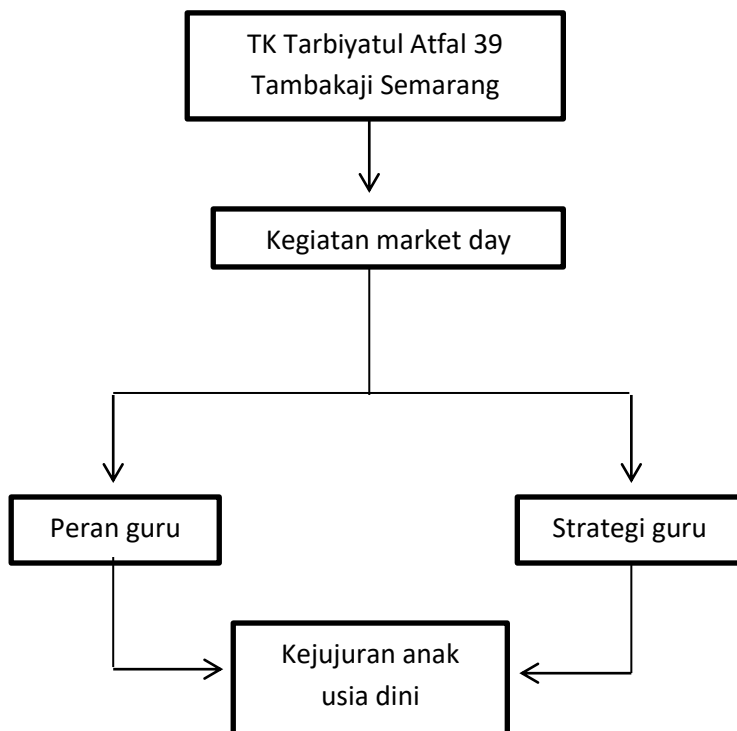 TK Tarbiyatul Atfal 39
Tambakaji Semarang
Kegiatan market day
Peran guru
Strategi guru
Kejujuran anak
usia dini